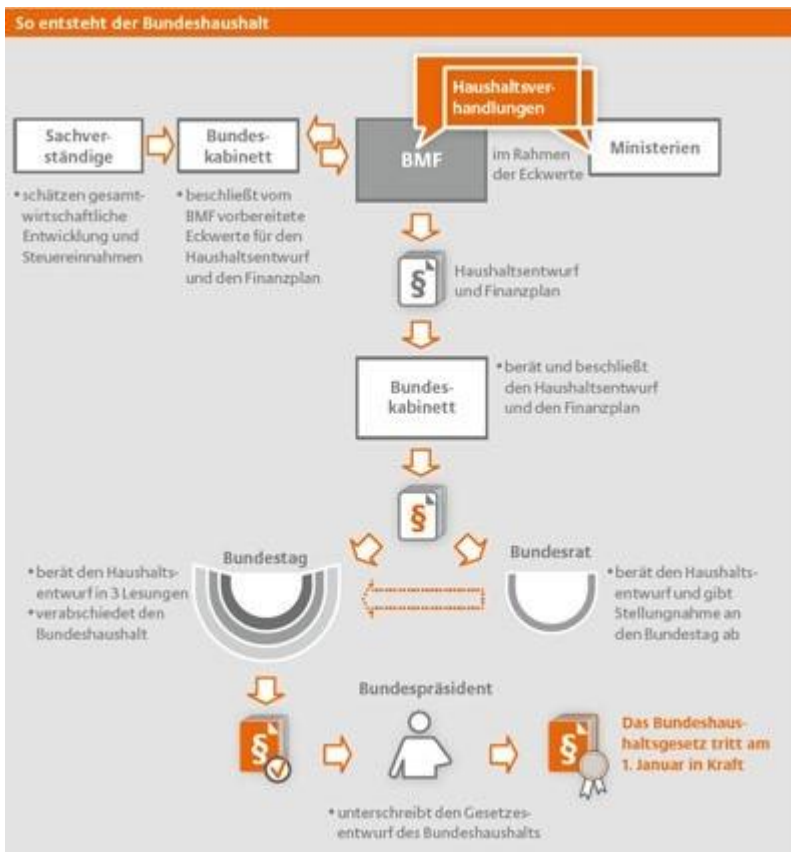 So entsteht der Bundeshaushalt
Haushaltsver-
handlungen
Sachver-
ständige
Bundes-
kabinett
BMF
im Rahmen
der Eckwerte
Ministerien
• schätzen gesamt-
wirtschaftliche
Entwicklung und
Steuereinnahmen
• beschließt vom
BMF vorbereitete
Eckwerte für den
Haushaltsentwurf
und den Finanzplan
§
Haushaltsentwurf
und Finanzplan
Bundes-
kabinett
• berät und beschließt
den Haushaltsentwurf
und den Finanzplan
§
Bundestag
• berät den Haushalts-
entwurf in 3 Lesungen
• verabschiedet den
Bundeshaushalt
Bundesrat
• berät den Haushalts-
entwurf und gibt
Stellungnahme an
den Bundestag ab
§
Bundespräsident
• unterschreibt den Gesetzes-
entwurf des Bundeshaushalts
§
Das Bundeshaus-
haltsgesetz tritt am
1. Januar in Kraft